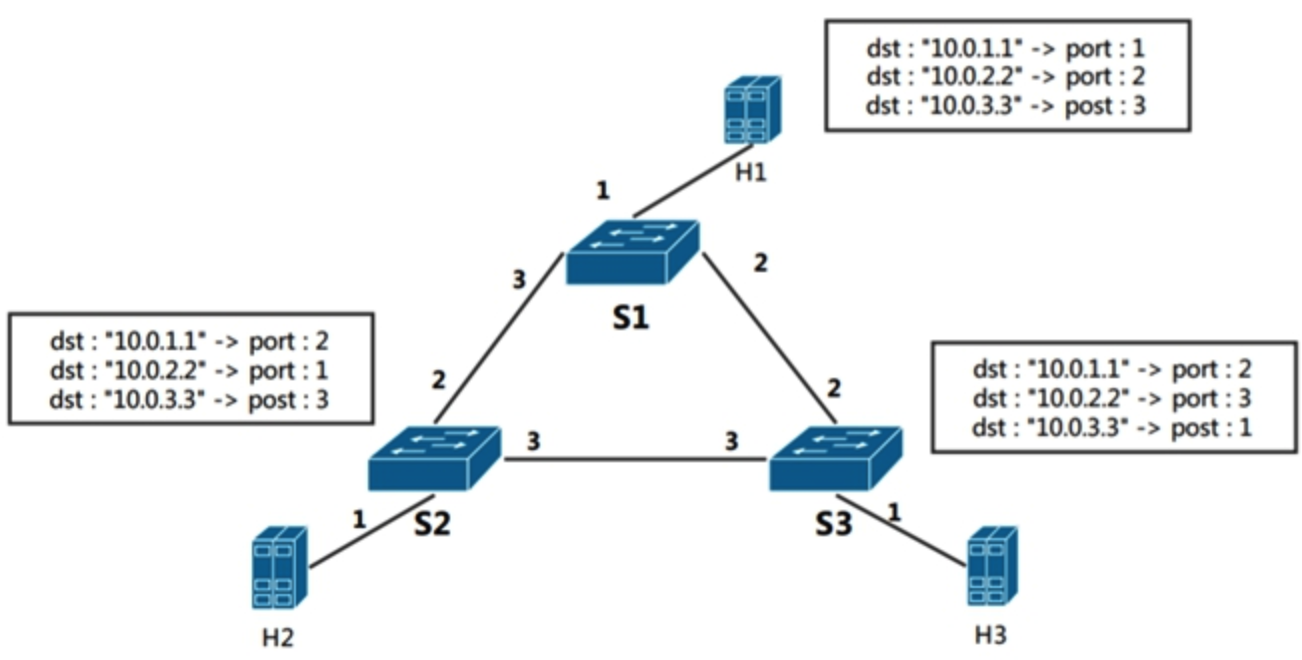 dst : "10.0.1.1" -> port : 1
dst : "10.0.2.2" -> port : 2
dst : "10.0.3.3" -> post : 3
H1
1
3
2
S1
dst : "10.0.1.1" -> port : 2
dst : "10.0.2.2" -> port : 1
dst : "10.0.3.3" -> post : 3
dst : "10.0.1.1" -> port : 2
dst : "10.0.2.2" -> port : 3
dst : "10.0.3.3" -> post : 1
2
2
3
3
1
S2
S3
1
H2
H3